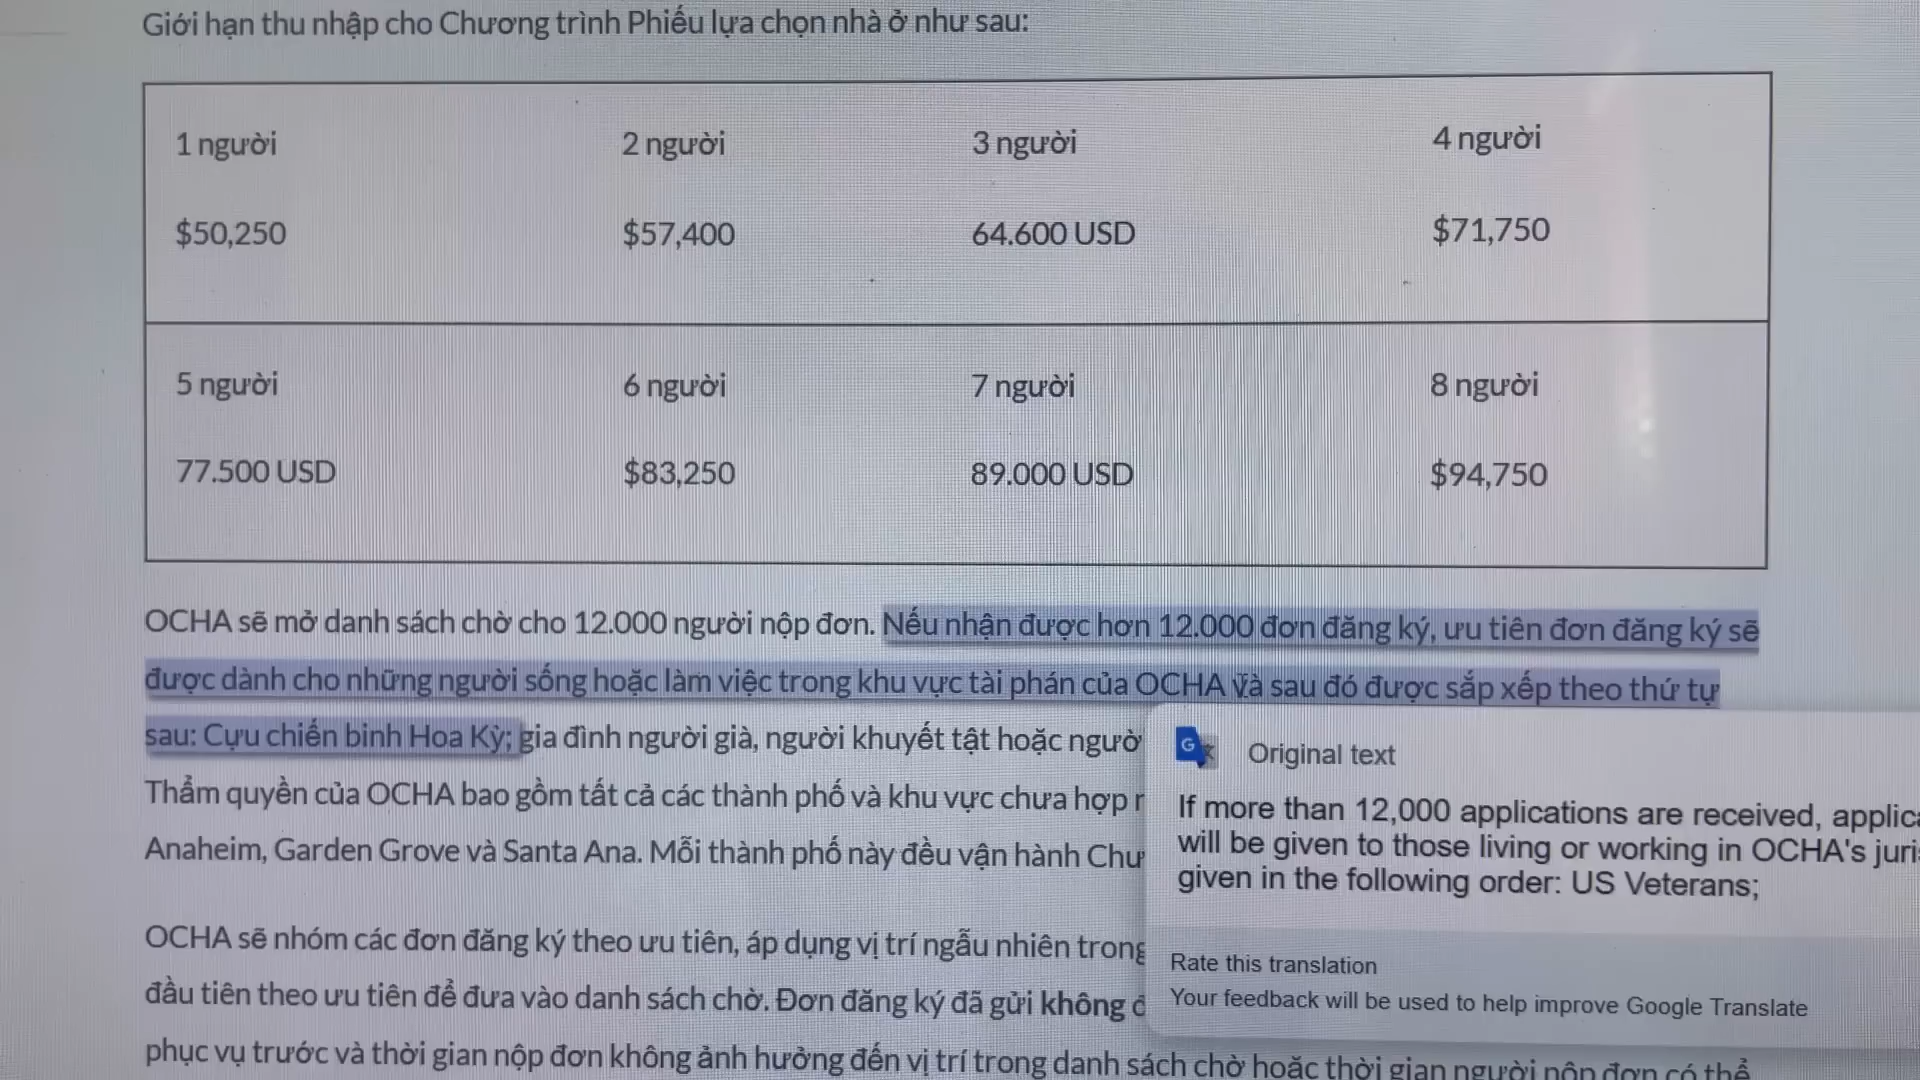 Giới hạn thu nhập cho Chương trình Phiếu lựa chọn nhà ở như sau:
1 người 2 người 3 người 4 người
$50,250 $57,400 64.600 USD $71,750
5 người 6 người 7 người 8 người
77.500 USD $83,250 89.000 USD $94,750
OCHA sẽ mở danh sách chờ cho 12.000 người nộp đơn. Nếu nhận được hơn 12.000 đơn đăng ký, ưu tiên đơn đăng ký sẽ
được dành cho những người sống hoặc làm việc trong khu vực tài phán của OCHA và sau đó được sắp xếp theo thứ tự
sau: Cựu chiến binh Hoa Kỳ; gia đình người già, người khuyết tật hoặc
Thẩm quyền của OCHA bao gồm tất cả các thành phố và khu vực chưa hợp
Anaheim, Garden Grove và Santa Ana. Mỗi thành phố này đều vận hành
OCHA sẽ nhóm các đơn đăng ký theo ưu tiên, áp dụng vị trí ngẫu nhiên trong
đầu tiên theo ưu tiên để đưa vào danh sách chờ. Đơn đăng ký đã gửi không
phục vụ trước và thời gian nộp đơn không ảnh hưởng đến vị trí trong danh sách chờ hoặc thời gian người nộp đơn có thể
Original text
If more than 12,000 applications are received,
will be given to those living or working in OCHA's
given in the following order: US Veterans;
Rate this translation
Your feedback will be used to help improve Google Translate